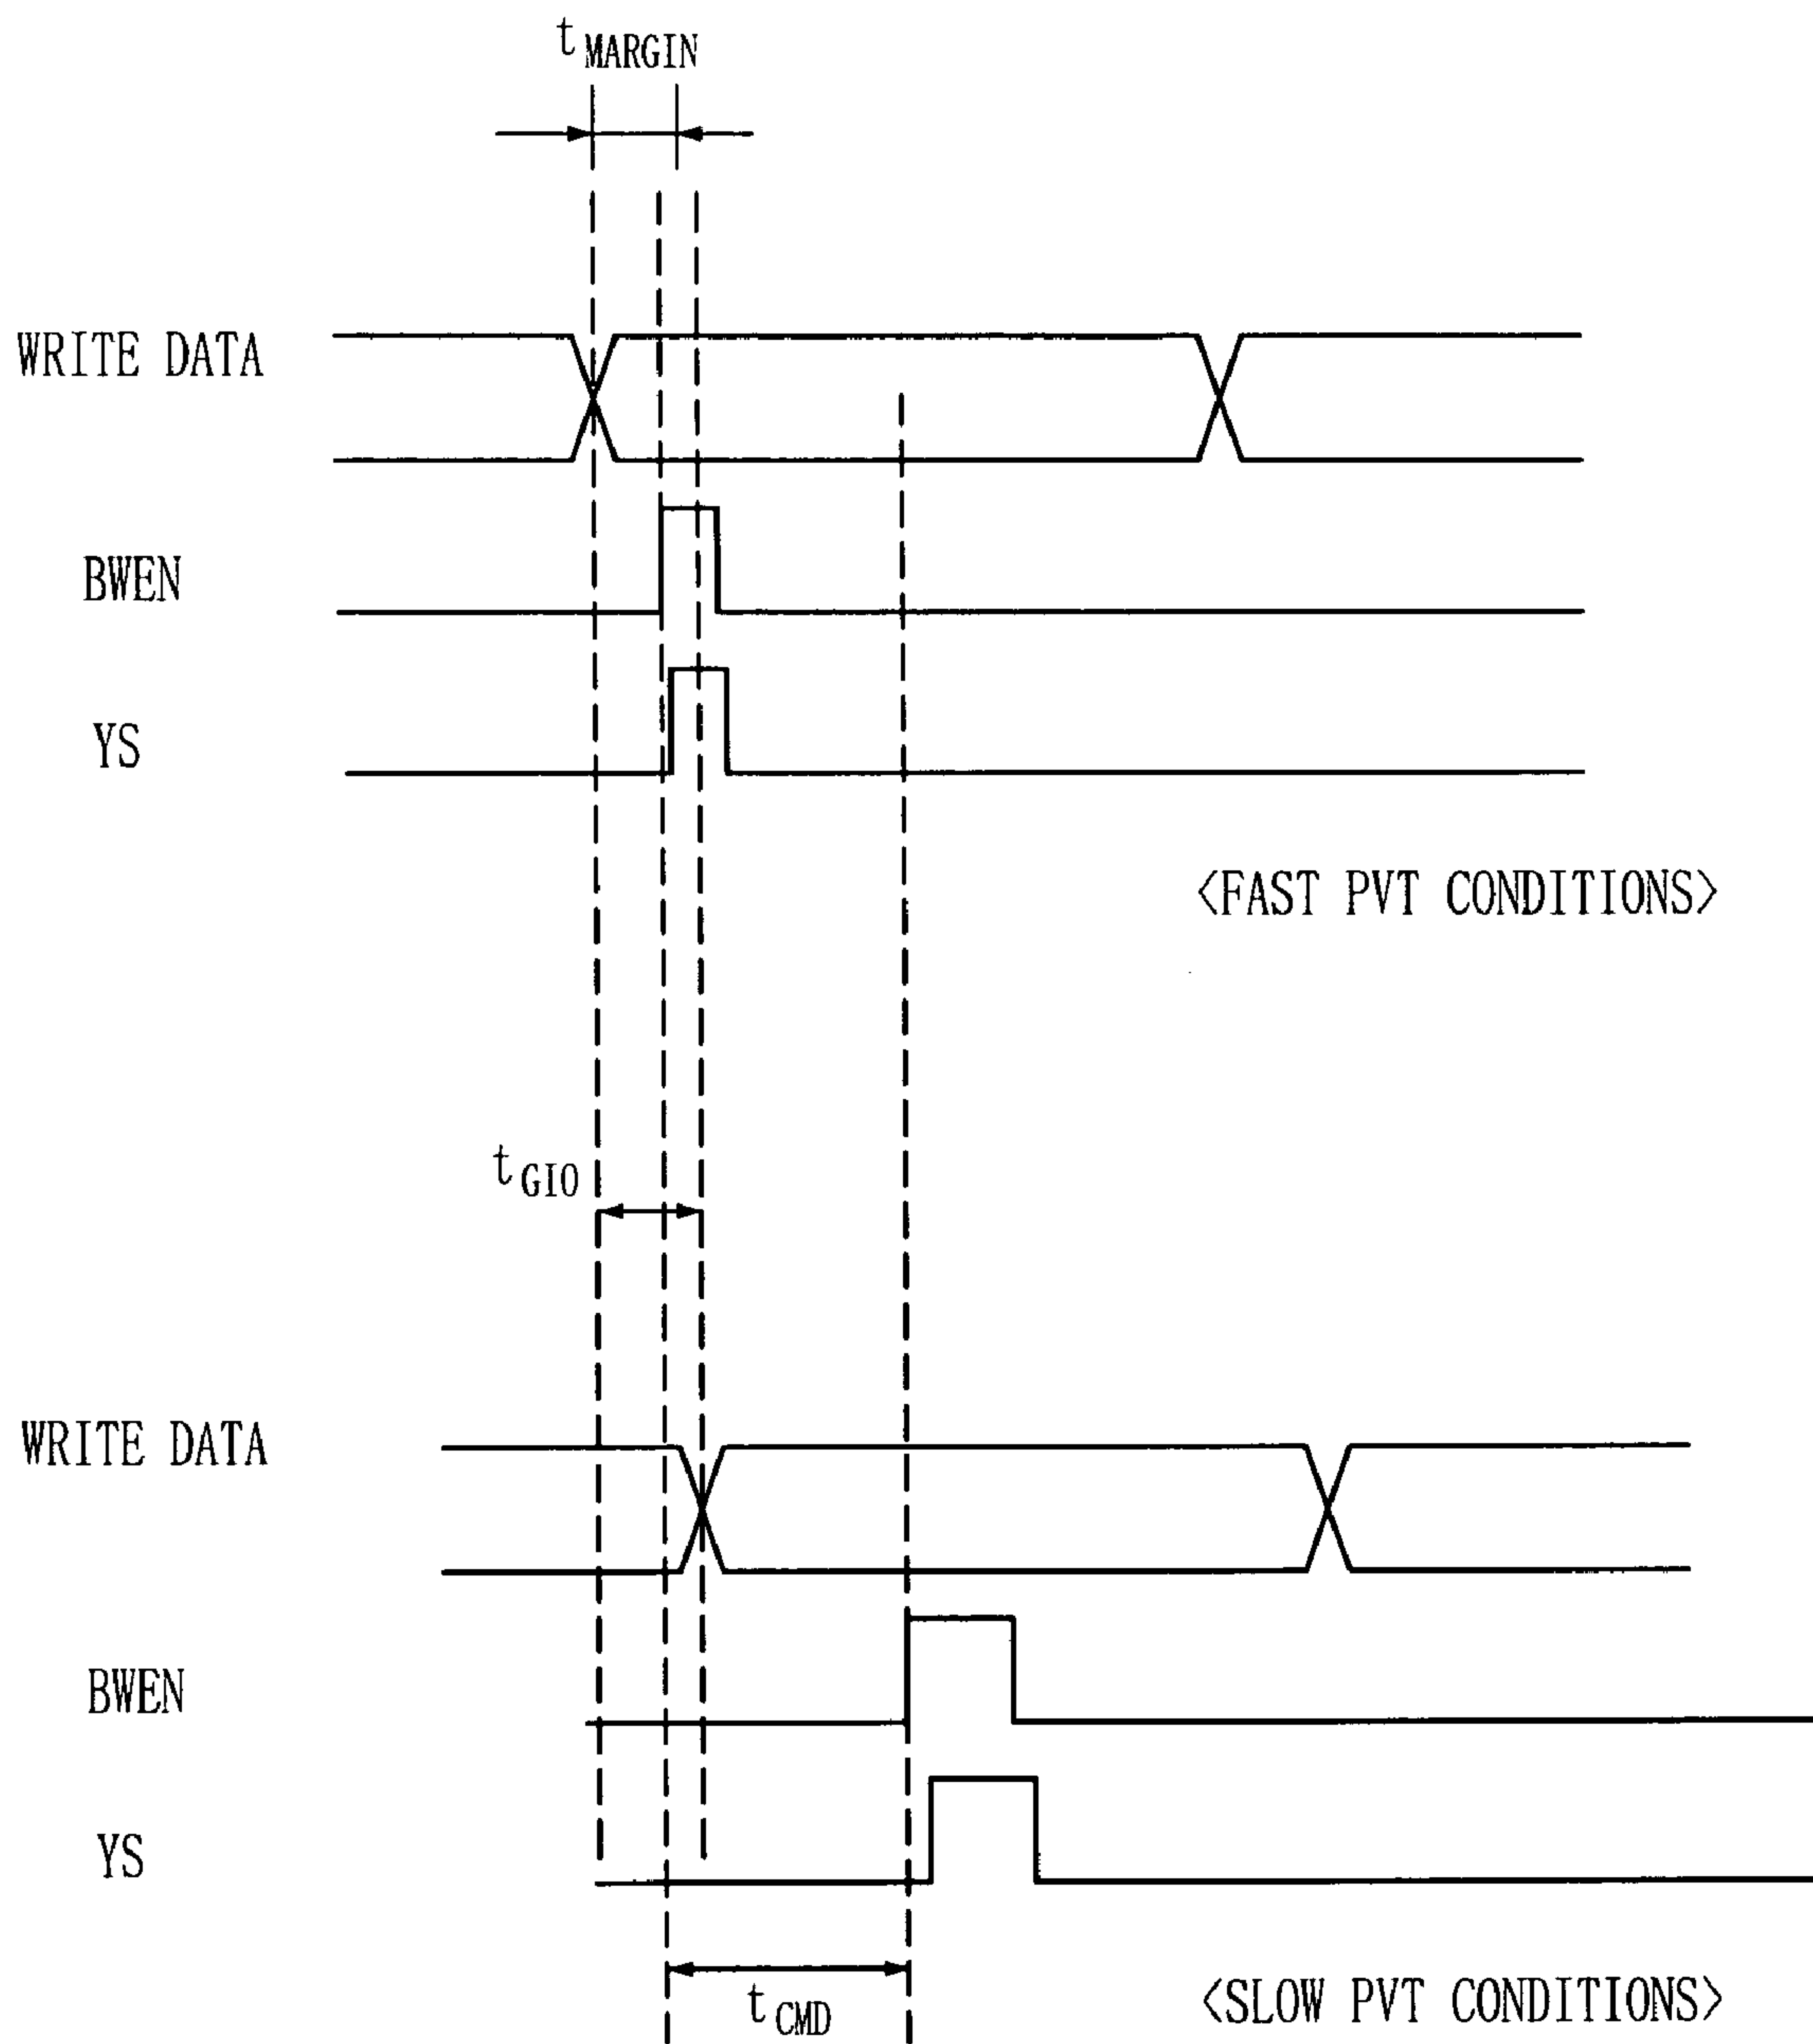 tMARGIN
WRITE DATA
BWEN
YS
<FAST PVT CONDITIONS>
tGIO
WRITE DATA
BWEN
YS
tCMD
<SLOW PVT CONDITIONS>